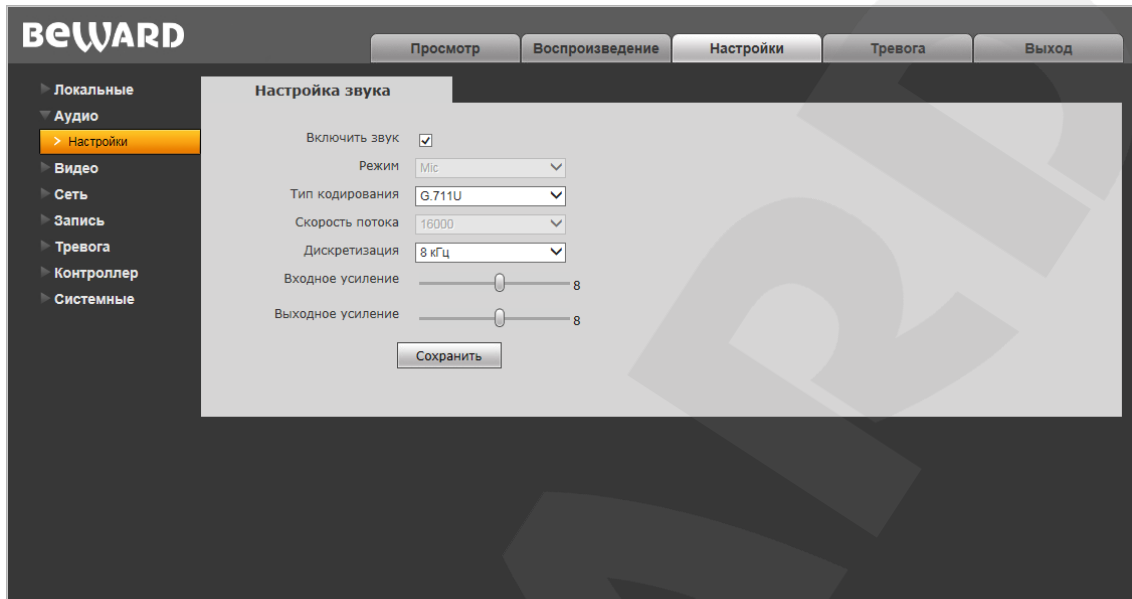 BEWARD
Просмотр Воспроизведение Настройки Тревога Выход
Локальные
Аудио
> Настройки
Видео
Сеть
Запись
Тревога
Контроллер
Системные
Настройка звука
Включить звук
Режим Mic
Тип кодирования G.711U
Скорость потока 16000
Дискретизация 8 кГц
Входное усиление 8
Выходное усиление 8
Сохранить